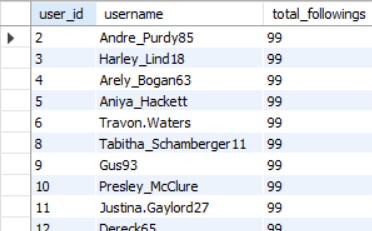 user_id username total_followings
2 Andre_Purdy85 99
3 Harley_Lind18 99
4 Arely_Bogan63 99
5 Aniya_Hackett 99
6 Travon.Waters 99
8 Tabitha_Schamberger11 99
9 Gus93 99
10 Presley_McClure 99
11 Justina.Gaylord27 99
12 Dereck65 99